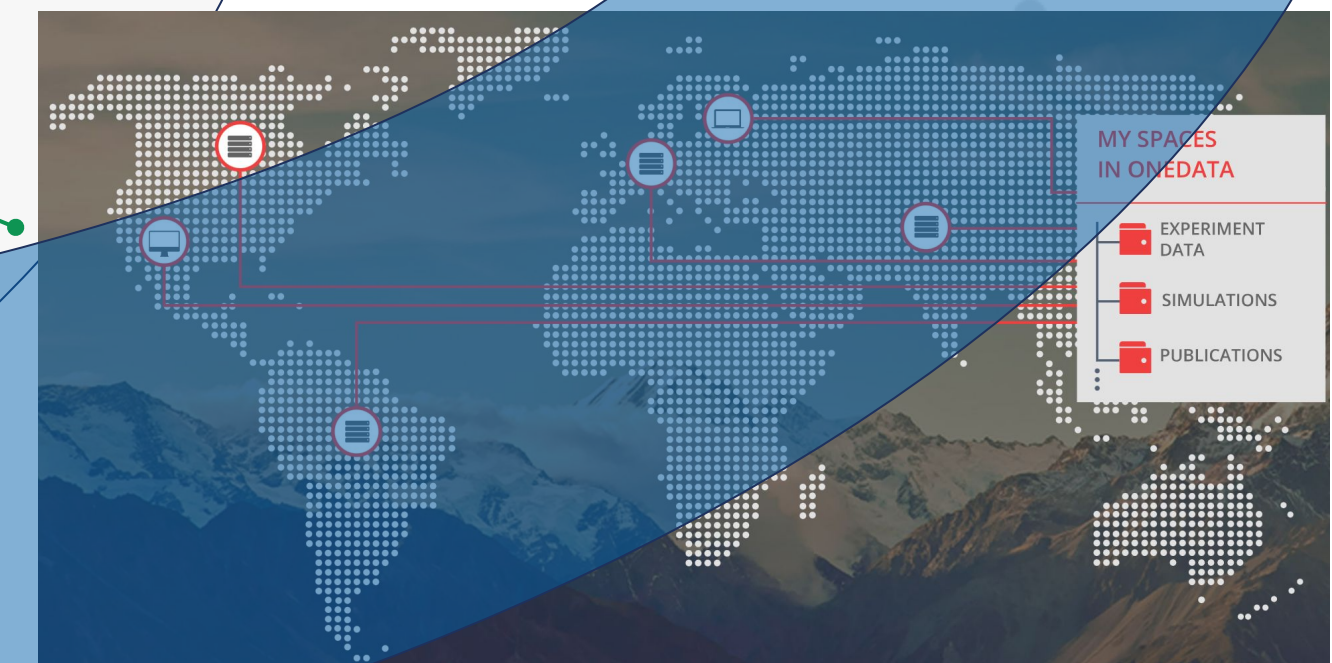 MY SPACES
IN ONEDATA
EXPERIMENT
DATA
SIMULATIONS
PUBLICATIONS